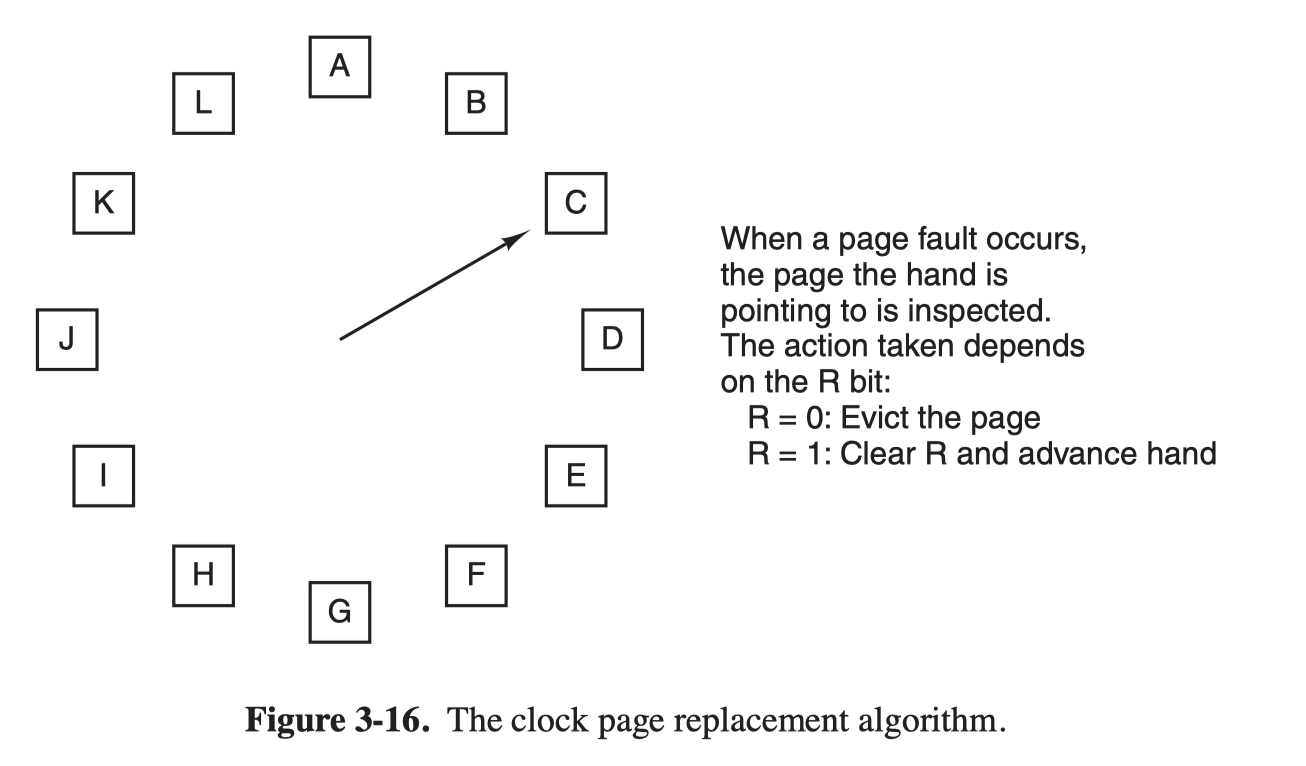 A
L
B
K
C
When a page fault occurs,
the page the hand is
pointing to is inspected.
J
D
The action taken depends
on the R bit:
R = 0: Evict the page
R = 1: Clear R and advance hand
I
E
H
F
G
Figure 3-16. The clock page replacement algorithm.